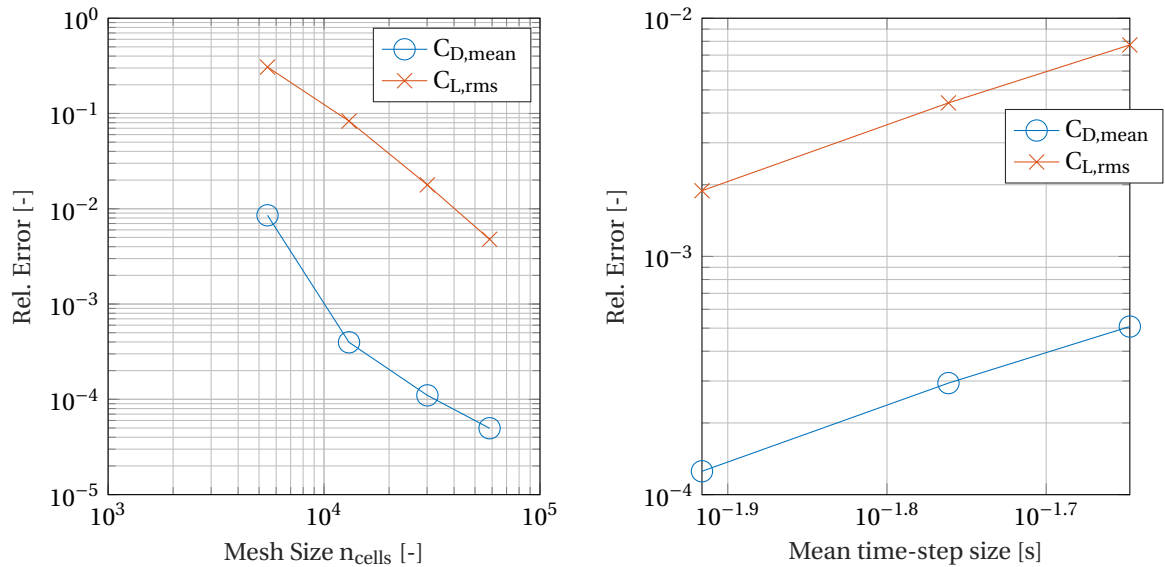 10^0
10^-1
10^-2
10^-3
10^-4
10^-5
10^3
10^4
10^5
Rel. Error [-]
Mesh Size n_cells [-]
C_D,mean
C_L,rms
10^-2
10^-3
10^-4
10^-1.9
10^-1.8
10^-1.7
Rel. Error [-]
Mean time-step size [s]
C_D,mean
C_L,rms